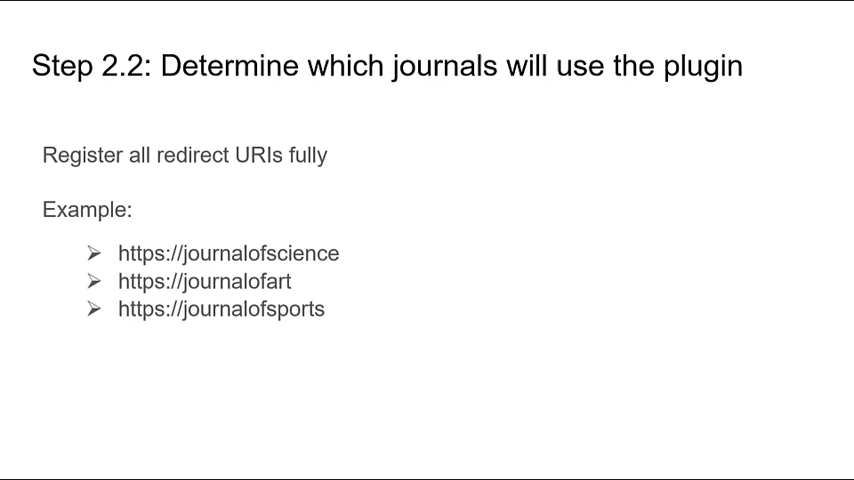 Step 2.2: Determine which journals will use the plugin
Register all redirect URIs fully
Example:
➢ https://journalofscience
➢ https://journalofart
➢ https://journalofsports